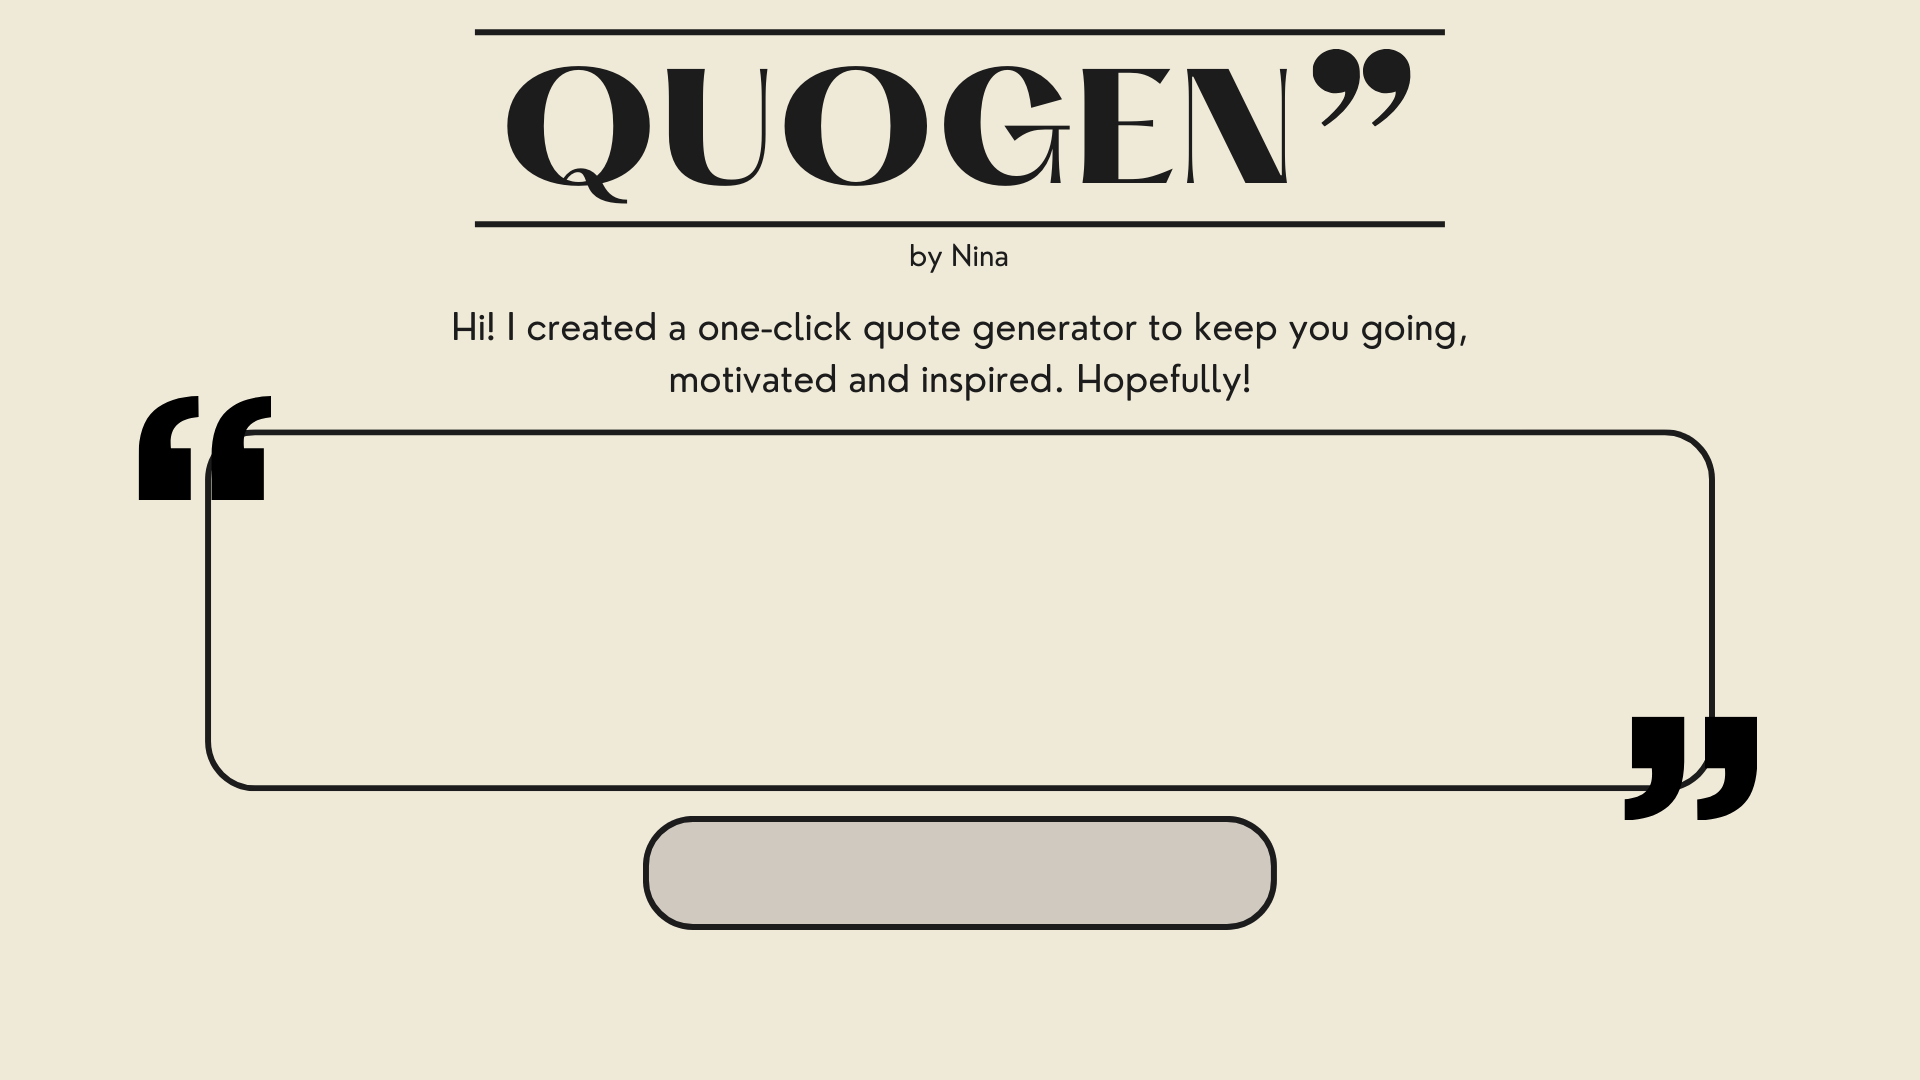 QUOGEN”
by Nina
Hi! I created a one-click quote generator to keep you going,
motivated and inspired. Hopefully!
“
”